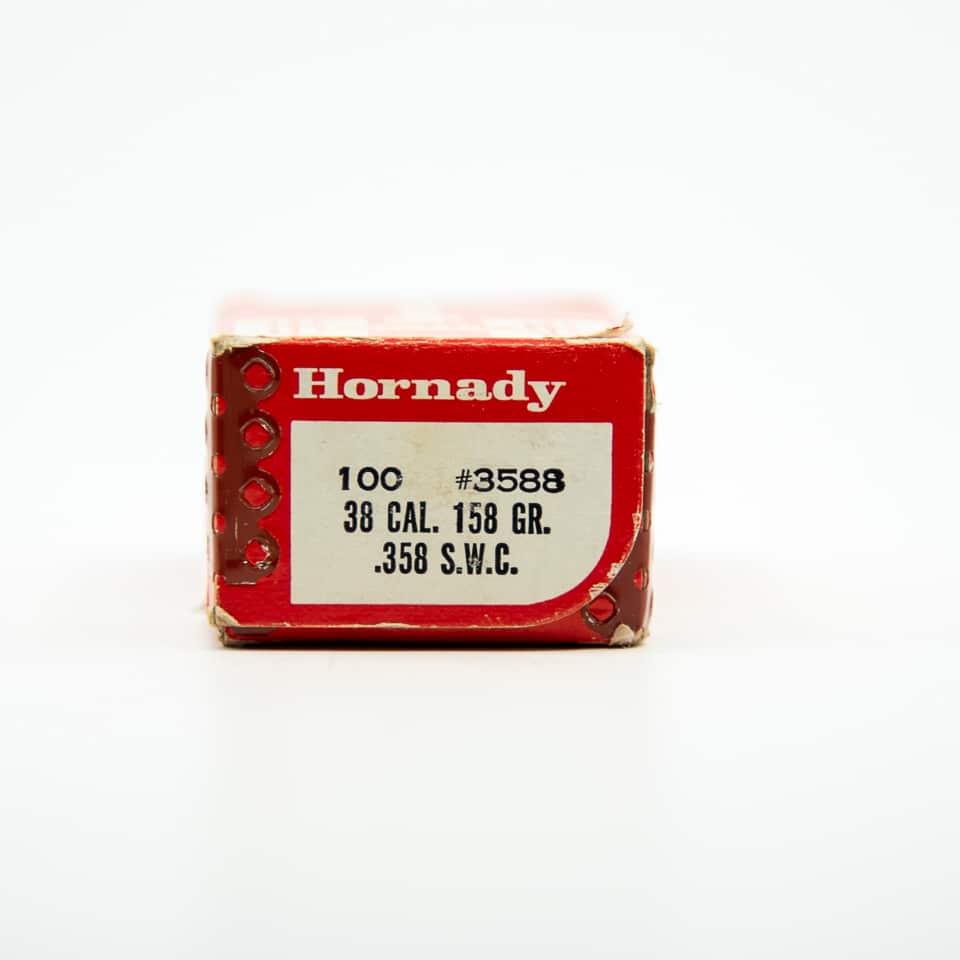 Hornady
100 #3588
38 CAL. 158 GR.
.358 S.W.C.